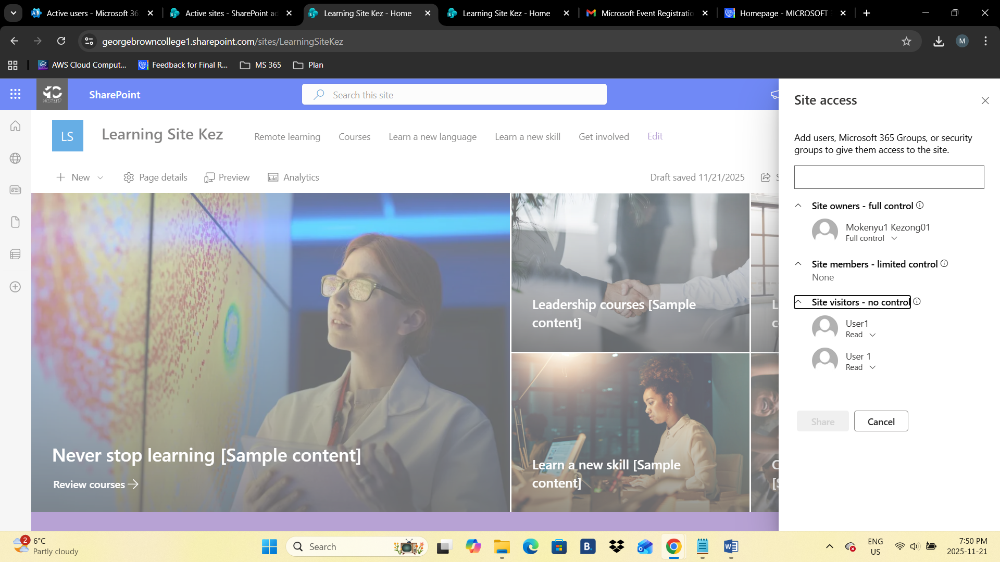 Active users - Microsoft 36
Active sites - SharePoint ad
Learning Site Kez - Home
Learning Site Kez - Home
Microsoft Event Registratio
Homepage - MICROSOFT
georgebrowncollege1.sharepoint.com/sites/LearningSiteKez
M
AWS Cloud Comput...
Feedback for Final R...
MS 365
Plan
SharePoint
Search this site
LS
Learning Site Kez
Remote learning
Courses
Learn a new language
Learn a new skill
Get involved
Edit
New
Page details
Preview
Analytics
Draft saved 11/21/2025
Never stop learning [Sample content]
Review courses
Leadership courses [Sample
content]
Learn a new skill [Sample
content]
Site access
Add users, Microsoft 365 Groups, or security
groups to give them access to the site.
Site owners - full control
Mokenyu1 Kezong01
Full control
Site members - limited control
None
Site visitors - no control
User1
Read
User 1
Read
Share
Cancel
2
6°C
Partly cloudy
Search
B.
ENG
US
7:50 PM
2025-11-21